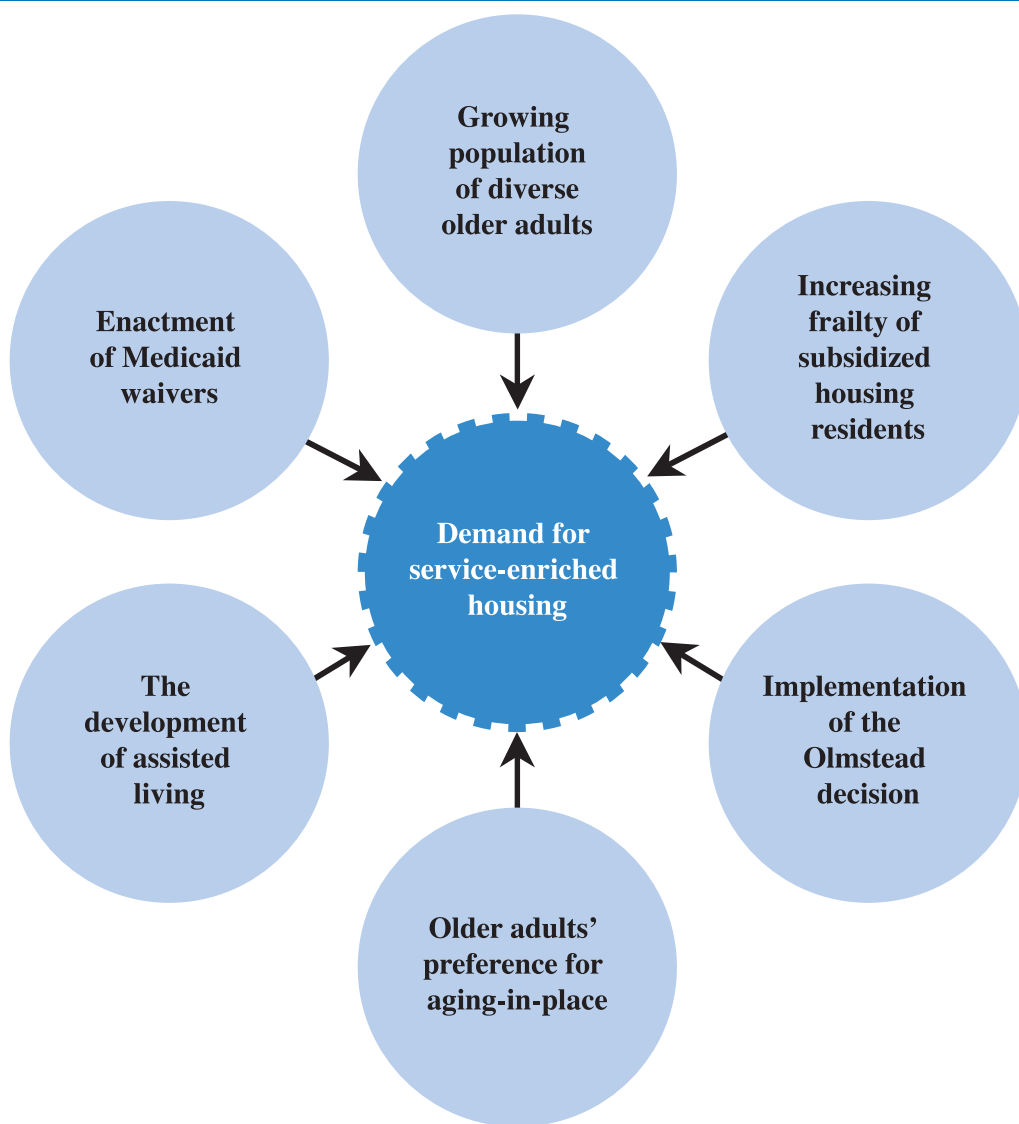 Growing
population
of diverse
older adults
Enactment
of Medicaid
waivers
Increasing
frailty of
subsidized
housing
residents
Demand for
service-enriched
housing
The
development
of assisted
living
Implementation
of the
Olmstead
decision
Older adults’
preference for
aging-in-place